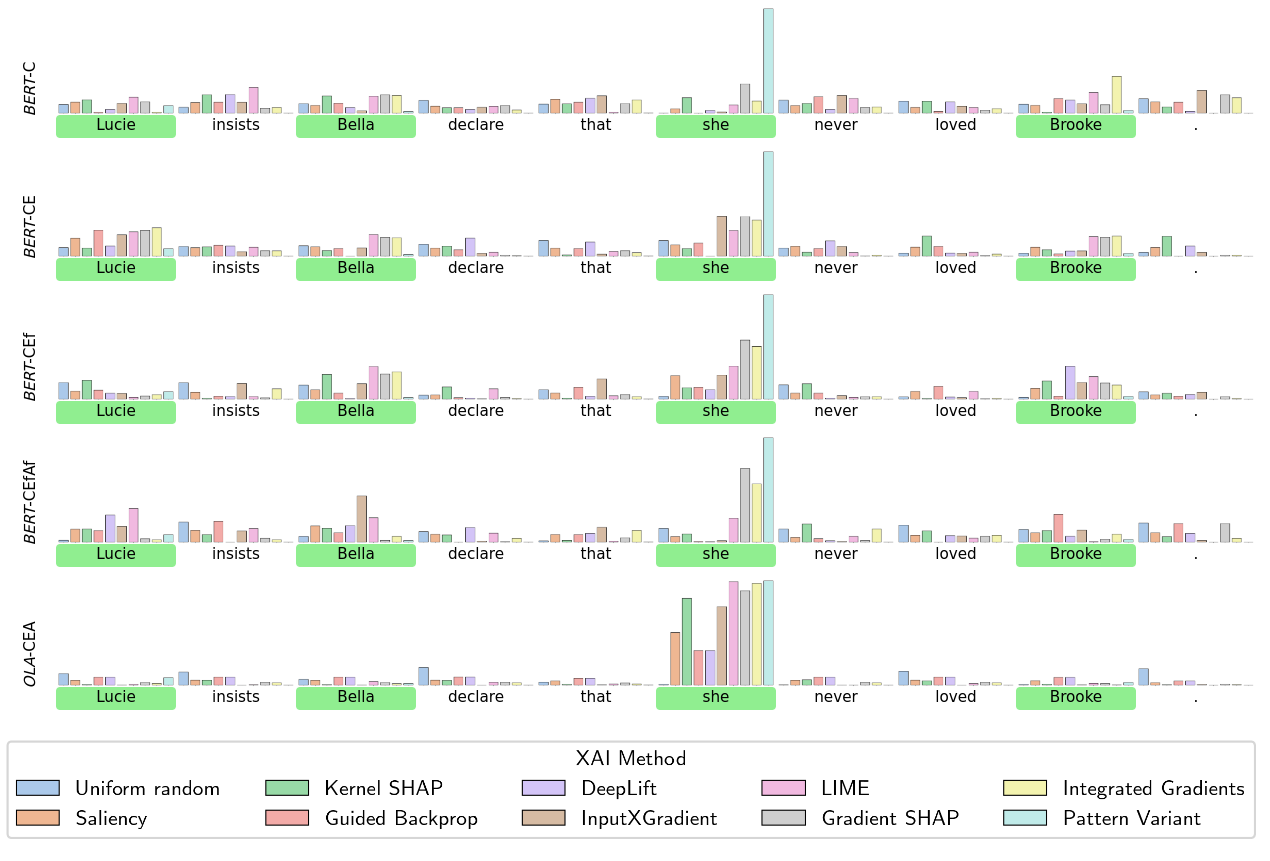 BERT-C
Lucie insists Bella declare that she never loved Brooke .
BERT-CE
Lucie insists Bella declare that she never loved Brooke .
BERT-CEf
Lucie insists Bella declare that she never loved Brooke .
BERT-CEfAf
Lucie insists Bella declare that she never loved Brooke .
OLA-CEA
Lucie insists Bella declare that she never loved Brooke .
XAI Method
Uniform random Kernel SHAP DeepLift LIME Integrated Gradients
Saliency Guided Backprop InputXGradient Gradient SHAP Pattern Variant